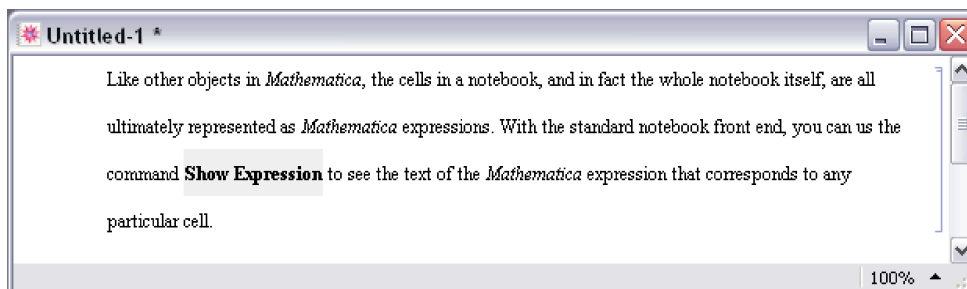 Untitled-1 *
Like other objects in Mathematica, the cells in a notebook, and in fact the whole notebook itself, are all
ultimately represented as Mathematica expressions. With the standard notebook front end, you can us the
command Show Expression to see the text of the Mathematica expression that corresponds to any
particular cell.
100%